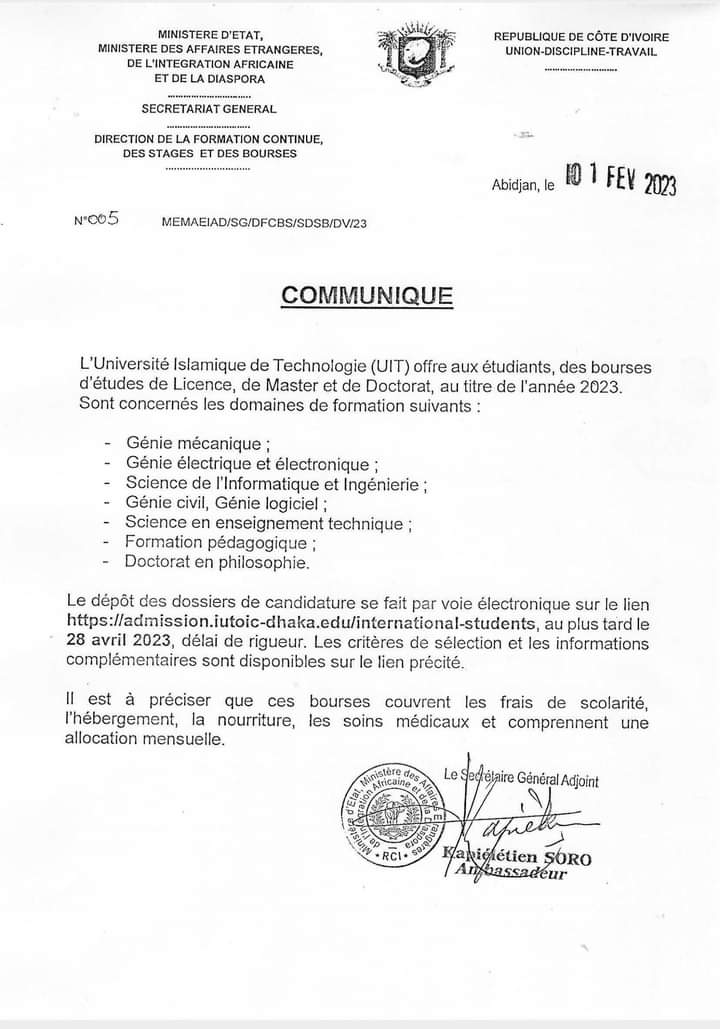 MINISTERE D'ETAT,
MINISTERE DES AFFAIRES ETRANGERES,
DE L'INTEGRATION AFRICAINE
ET DE LA DIASPORA
SECRETARIAT GENERAL
DIRECTION DE LA FORMATION CONTINUE,
DES STAGES ET DES BOURSES
REPUBLIQUE DE CÔTE D'IVOIRE
UNION-DISCIPLINE-TRAVAIL
Abidjan, le 01 FEV 2023
N°005 MEMAEIAD/SG/DFCBS/SDSB/DV/23
COMMUNIQUE
L'Université Islamique de Technologie (UIT) offre aux étudiants, des bourses
d'études de Licence, de Master et de Doctorat, au titre de l'année 2023.
Sont concernés les domaines de formation suivants :
- Génie mécanique ;
- Génie électrique et électronique ;
- Science de l'Informatique et Ingénierie ;
- Génie civil, Génie logiciel ;
- Science en enseignement technique ;
- Formation pédagogique ;
- Doctorat en philosophie.
Le dépôt des dossiers de candidature se fait par voie électronique sur le lien
https://admission.iutoic-dhaka.edu/international-students, au plus tard le
28 avril 2023, délai de rigueur. Les critères de sélection et les informations
complémentaires sont disponibles sur le lien précité.
Il est à préciser que ces bourses couvrent les frais de scolarité,
l'hébergement, la nourriture, les soins médicaux et comprennent une
allocation mensuelle.
Le Secrétaire Général Adjoint
Ministère d'Etat, Ministère des Affaires Etrangères
de l'Intégration Africaine et de la Diaspora
RCI
Kapiélétien SORO
Ambassadeur